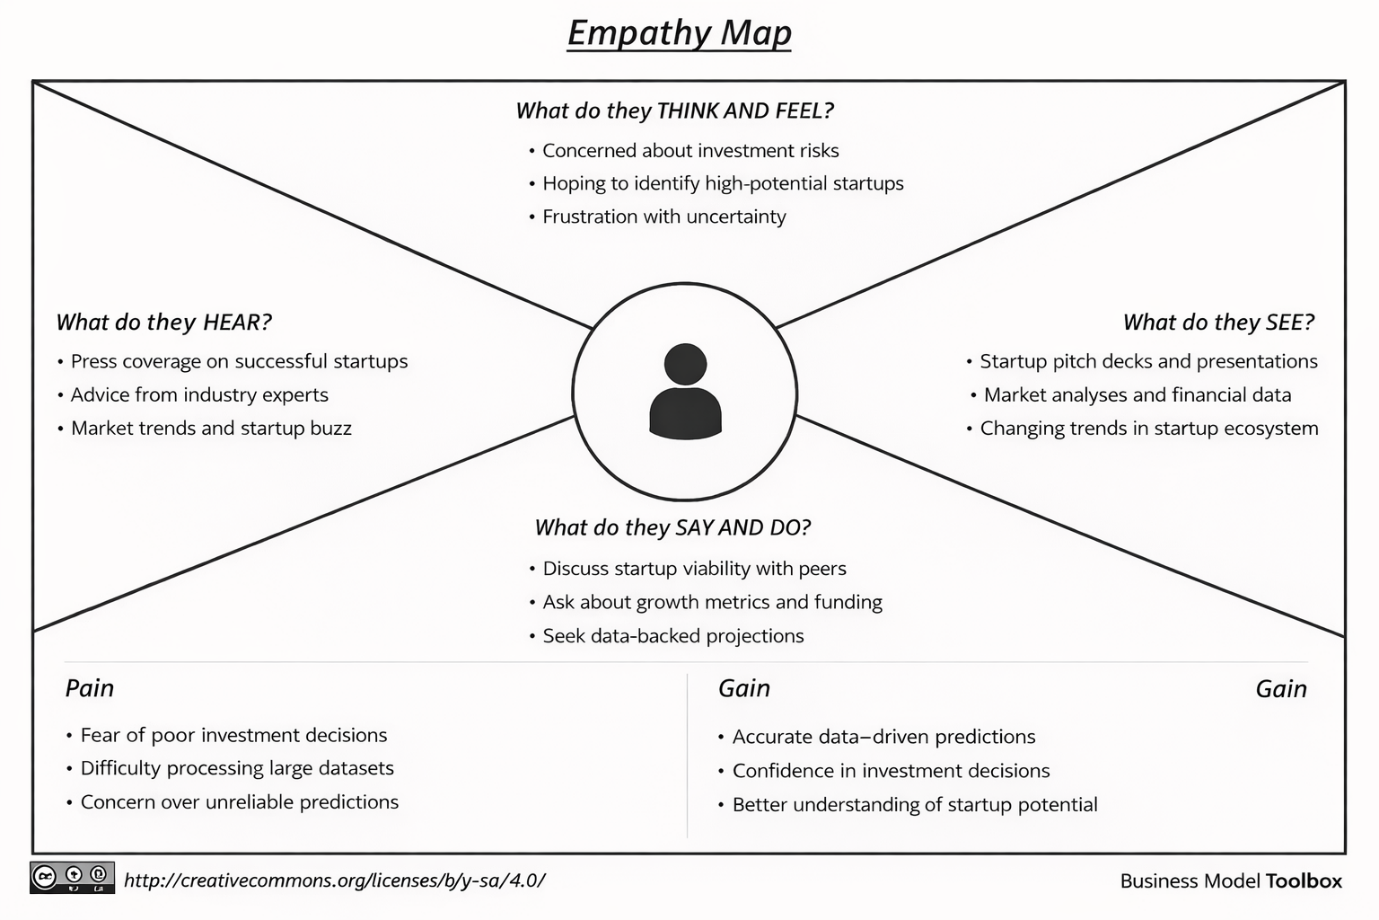 Empathy Map
What do they THINK AND FEEL?
• Concerned about investment risks
• Hoping to identify high-potential startups
• Frustration with uncertainty
What do they HEAR?
• Press coverage on successful startups
• Advice from industry experts
• Market trends and startup buzz
What do they SEE?
• Startup pitch decks and presentations
• Market analyses and financial data
• Changing trends in startup ecosystem
What do they SAY AND DO?
• Discuss startup viability with peers
• Ask about growth metrics and funding
• Seek data-backed projections
Pain
• Fear of poor investment decisions
• Difficulty processing large datasets
• Concern over unreliable predictions
Gain
Gain
• Accurate data–driven predictions
• Confidence in investment decisions
• Better understanding of startup potential
cc
http://creativecommons.org/licenses/b/y-sa/4.0/
Business Model Toolbox